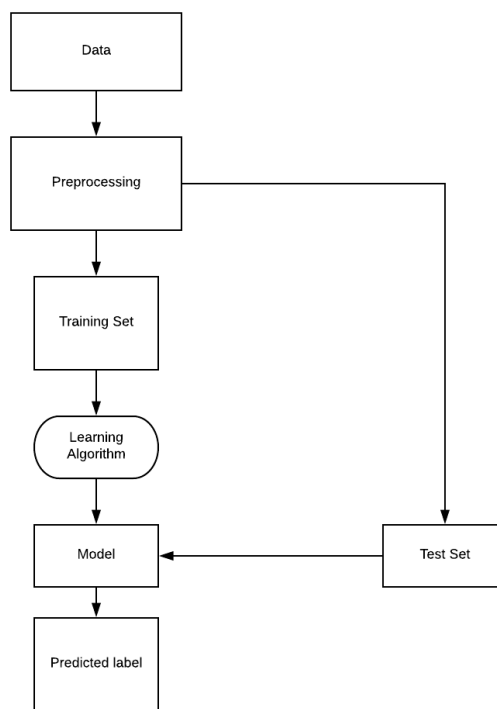 Data
Preprocessing
Training Set
Learning
Algorithm
Model
Test Set
Predicted label